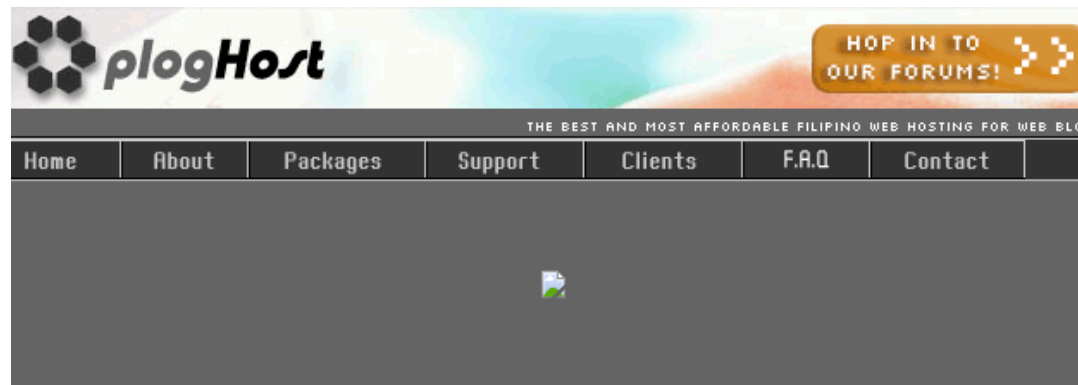 plogHost
HOP IN TO
OUR FORUMS!
THE BEST AND MOST AFFORDABLE FILIPINO WEB HOSTING FOR WEB
Home About Packages Support Clients F.A.Q Contact